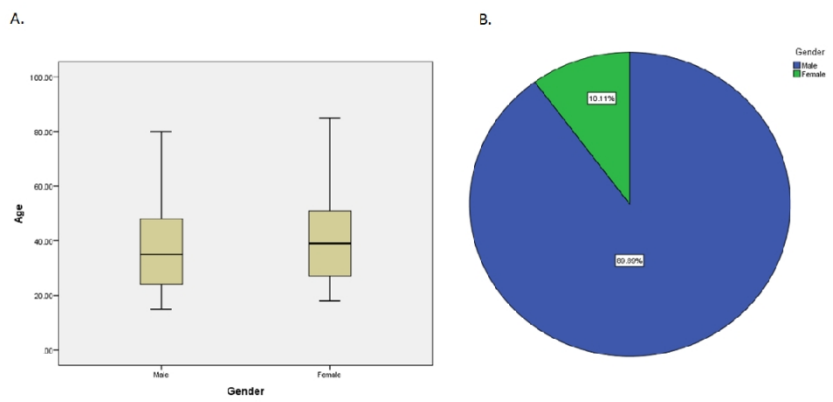 A.
B.
100.00
80.00
60.00
40.00
20.00
.00
Age
Male
Female
Gender
Gender
Male
Female
10.11%
89.89%